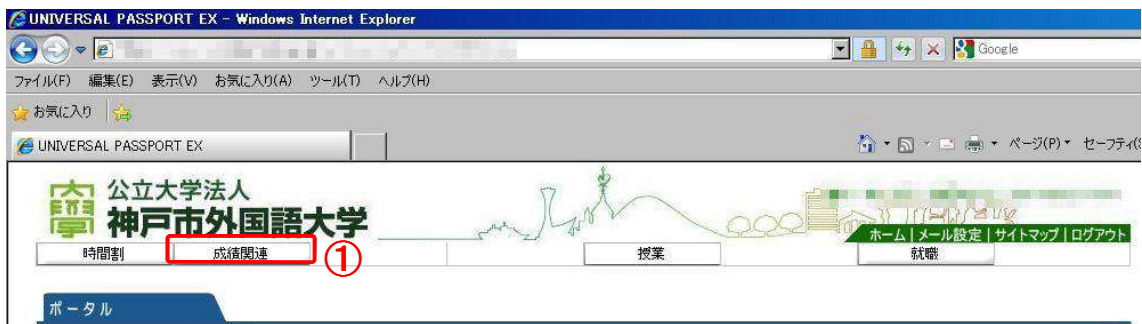 UNIVERSAL PASSPORT EX - Windows Internet Explorer
Google
ファイル(F) 編集(E) 表示(V) お気に入り(A) ツール(T) ヘルプ(H)
お気に入り
UNIVERSAL PASSPORT EX ページ(P) セーフティ(S
公立大学法人
神戸市外国語大学
ホーム | メール設定 | サイトマップ | ログアウト
時間割 成績関連 ① 授業 就職
ポータル